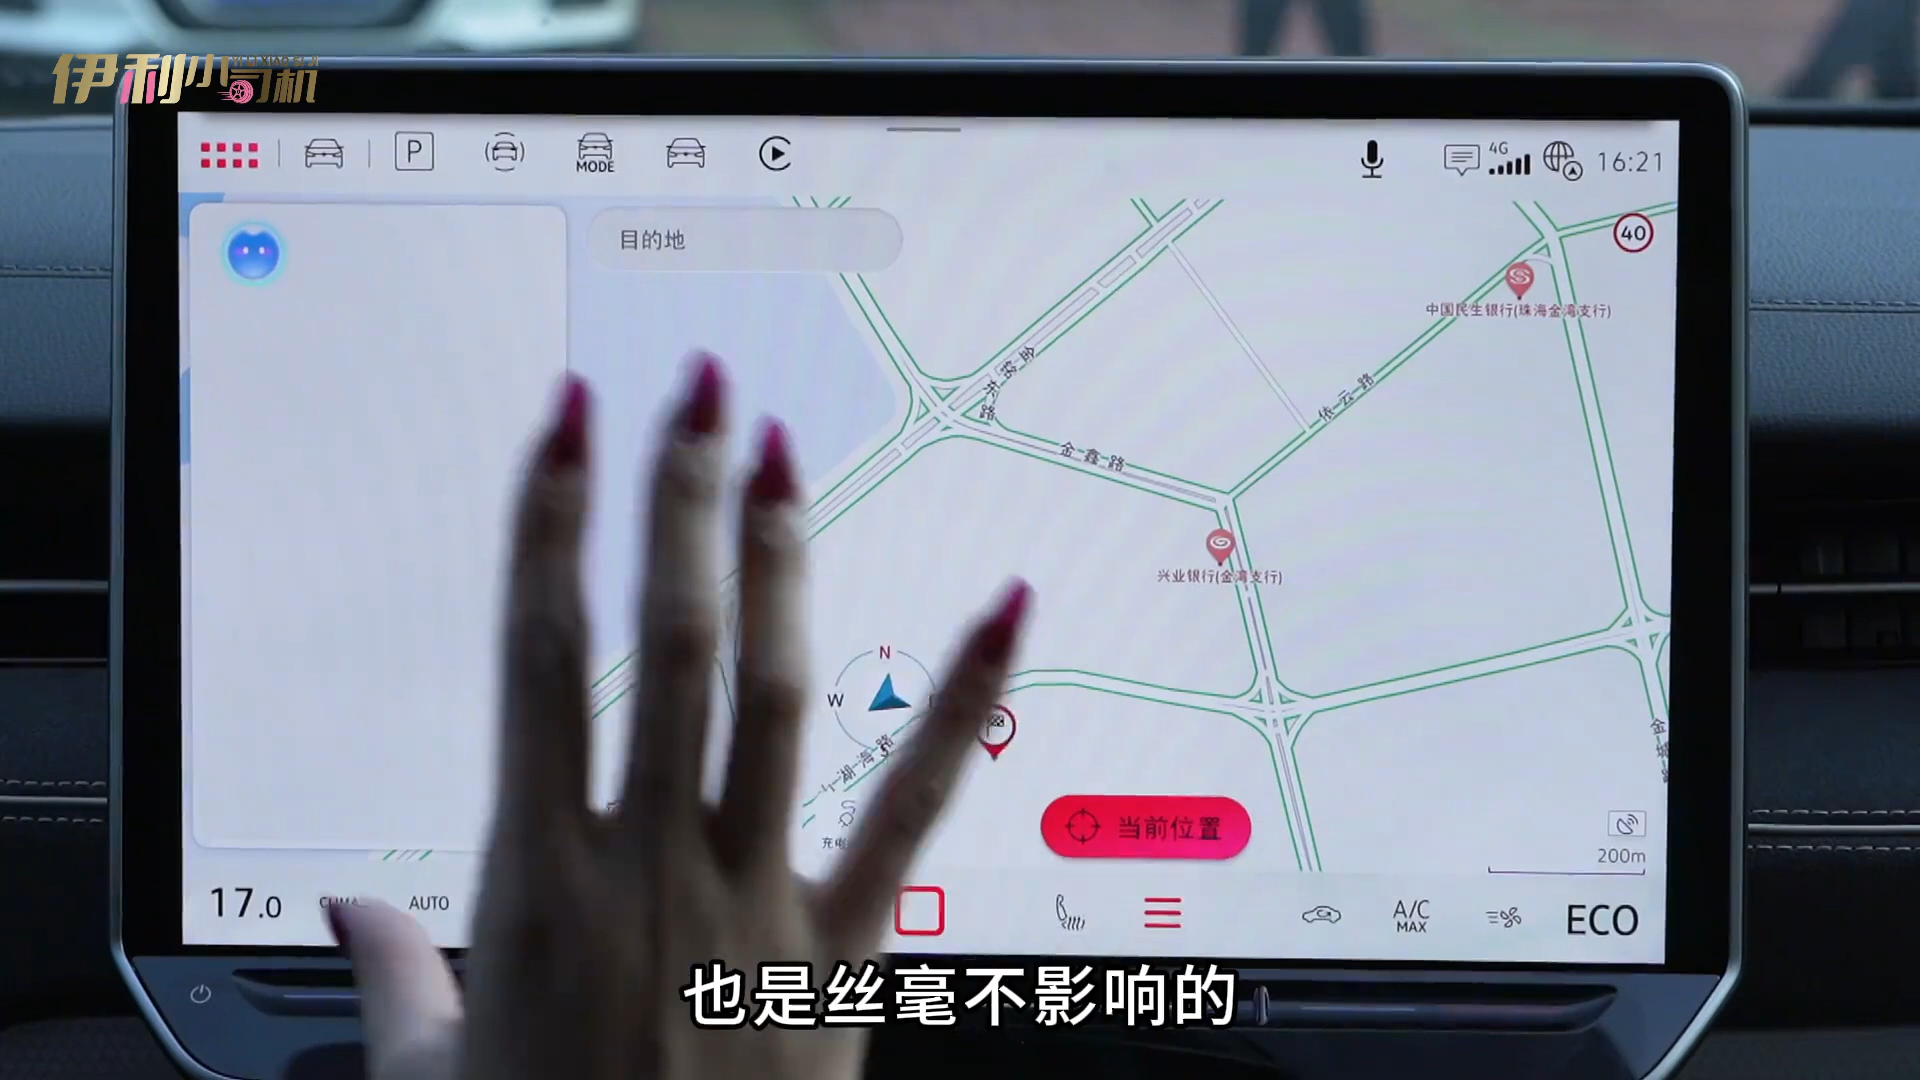 伊利小司机
P
MODE
4G
16:21
目的地
40
中国民生银行(珠海金湾支行)
依云路
金鑫路
兴业银行(金湾支行)
N
W
湖海路
当前位置
200m
17.0
AUTO
A/C
MAX
ECO
也是丝毫不影响的